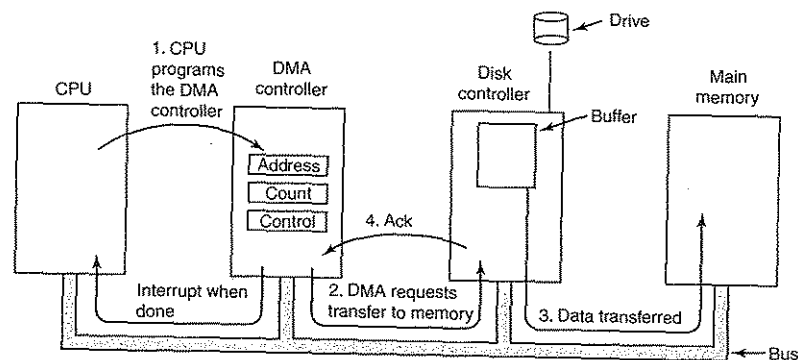 Drive
1. CPU
programs
the DMA
controller
CPU
DMA
controller
Disk
controller
Main
memory
Buffer
Address
Count
Control
4. Ack
Interrupt when
done
2. DMA requests
transfer to memory
3. Data transferred
Bus